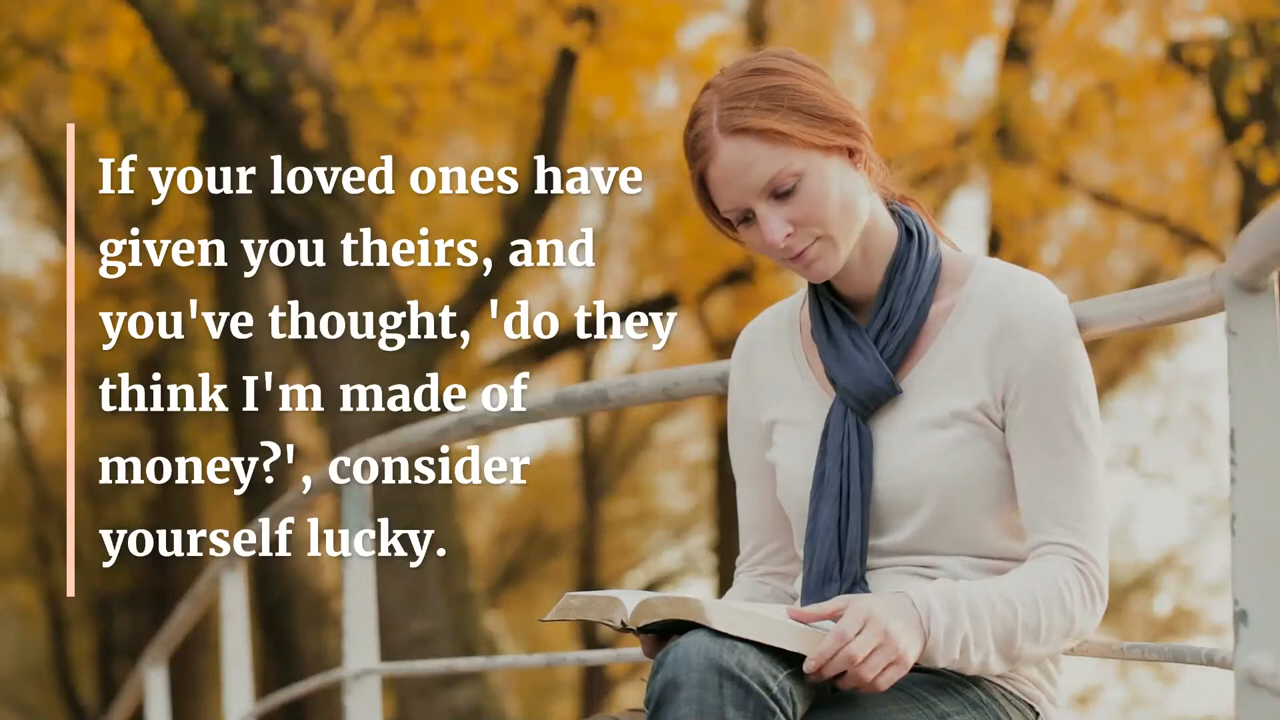 If your loved ones have
given you theirs, and
you've thought, 'do they
think I'm made of
money?', consider
yourself lucky.